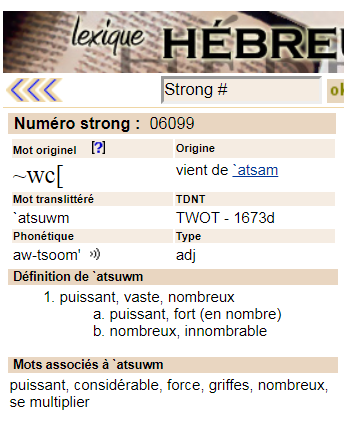 lexique HÉBREU
Strong #
ok
Numéro strong : 06099
Mot originel [?] Origine
~wc[ vient de `atsam
Mot translittéré TDNT
`atsuwm TWOT - 1673d
Phonétique Type
aw-tsoom' adj
Définition de `atsuwm
1. puissant, vaste, nombreux
a. puissant, fort (en nombre)
b. nombreux, innombrable
Mots associés à `atsuwm
puissant, considérable, force, griffes, nombreux,
se multiplier